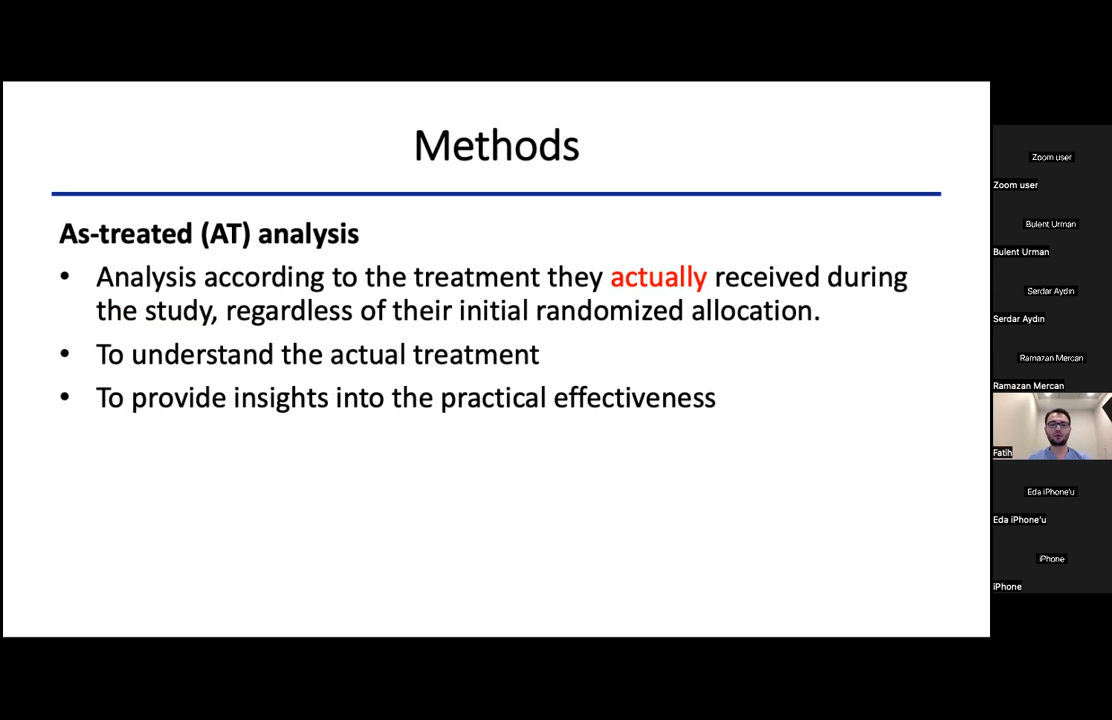 Methods
As-treated (AT) analysis
• Analysis according to the treatment they actually received during
the study, regardless of their initial randomized allocation.
• To understand the actual treatment
• To provide insights into the practical effectiveness
Zoom user
Zoom user
Bulent Urman
Bulent Urman
Serdar Aydın
Serdar Aydın
Ramazan Mercan
Ramazan Mercan
Fatih
Eda iPhone'u
Eda iPhone'u
iPhone
iPhone